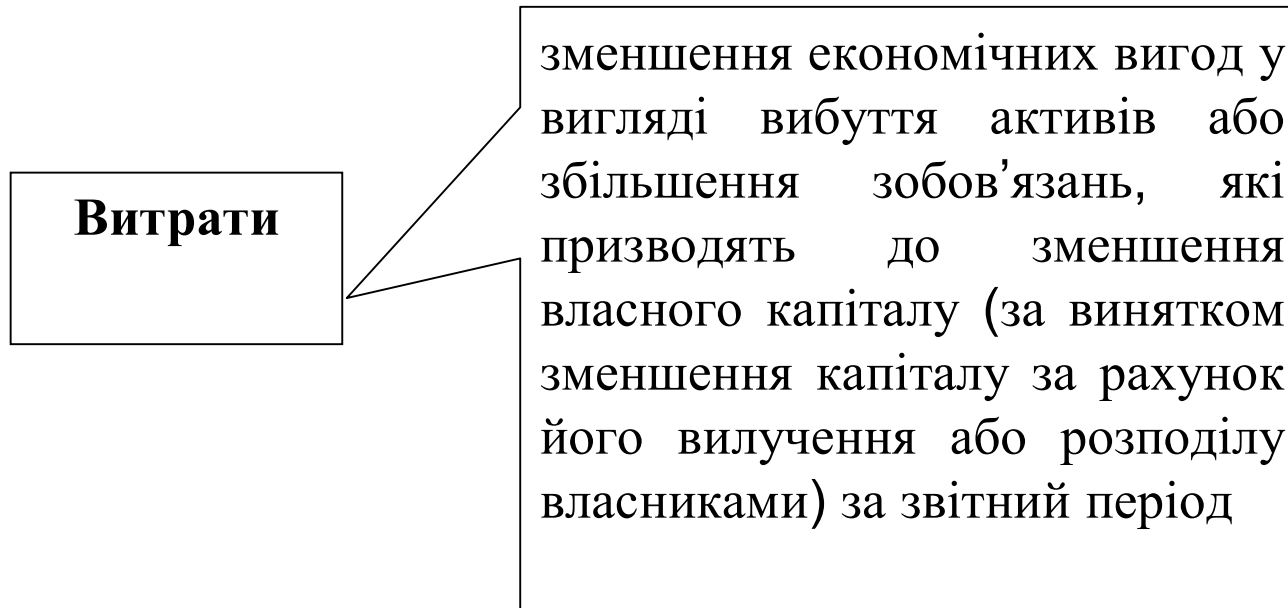 Витрати
зменшення економічних вигод у
вигляді вибуття активів або
збільшення зобов’язань, які
призводять до зменшення
власного капіталу (за винятком
зменшення капіталу за рахунок
його вилучення або розподілу
власниками) за звітний період